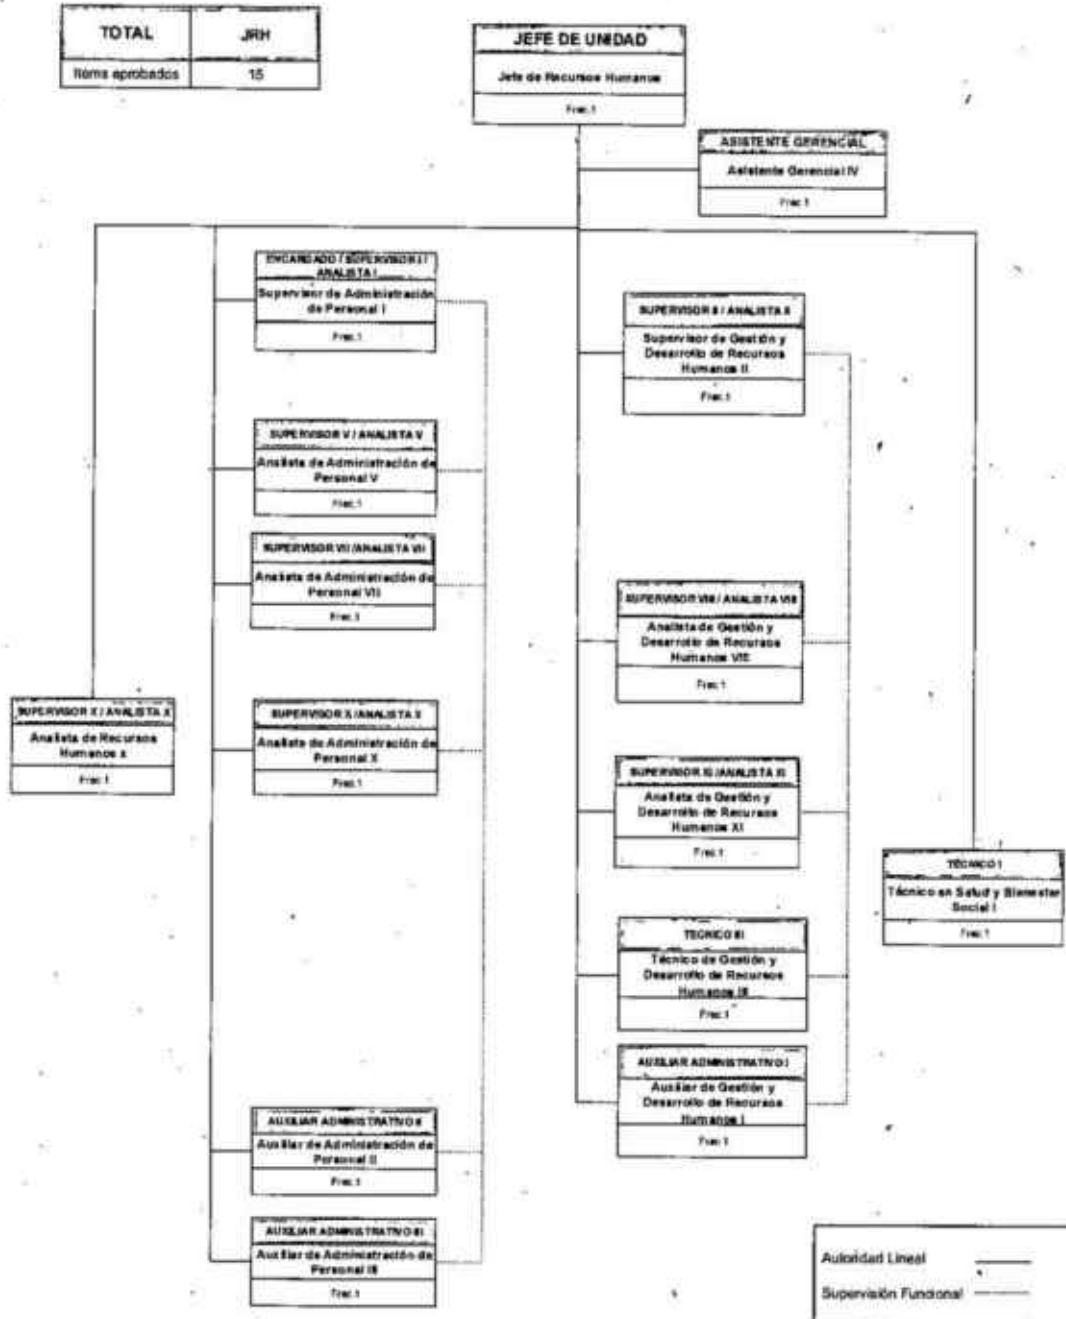 TOTAL JRH
Items aprobados 15
JEFE DE UNIDAD
Jefe de Recursos Humanos
Frec.1
ASISTENTE GERENCIAL
Asistente Gerencial IV
Frec.1
ENCARGADO / SUPERVISOR I /
ANALISTA I
Supervisor de Administración
de Personal I
Frec.1
SUPERVISOR II / ANALISTA II
Supervisor de Gestión y
Desarrollo de Recursos
Humanos II
Frec.1
SUPERVISOR V / ANALISTA V
Analista de Administración de
Personal V
Frec.1
SUPERVISOR VII /ANALISTA VII
Analista de Administración de
Personal VII
Frec.1
SUPERVISOR VIII / ANALISTA VIII
Analista de Gestión y
Desarrollo de Recursos
Humanos VIII
Frec.1
SUPERVISOR X / ANALISTA X
Analista de Recursos
Humanos x
Frec.1
SUPERVISOR X /ANALISTA X
Analista de Administración de
Personal X
Frec.1
SUPERVISOR XI /ANALISTA XI
Analista de Gestión y
Desarrollo de Recursos
Humanos XI
Frec.1
TÉCNICO I
Técnico en Salud y Bienestar
Social I
Frec.1
TECNICO III
Técnico de Gestión y
Desarrollo de Recursos
Humanos III
Frec.1
AUXILIAR ADMINISTRATIVO I
Auxiliar de Gestión y
Desarrollo de Recursos
Humanos I
Frec.1
AUXILIAR ADMINISTRATIVO II
Auxiliar de Administración de
Personal II
Frec.1
AUXILIAR ADMINISTRATIVO III
Auxiliar de Administración de
Personal III
Frec.1
Autoridad Lineal
Supervisión Funcional